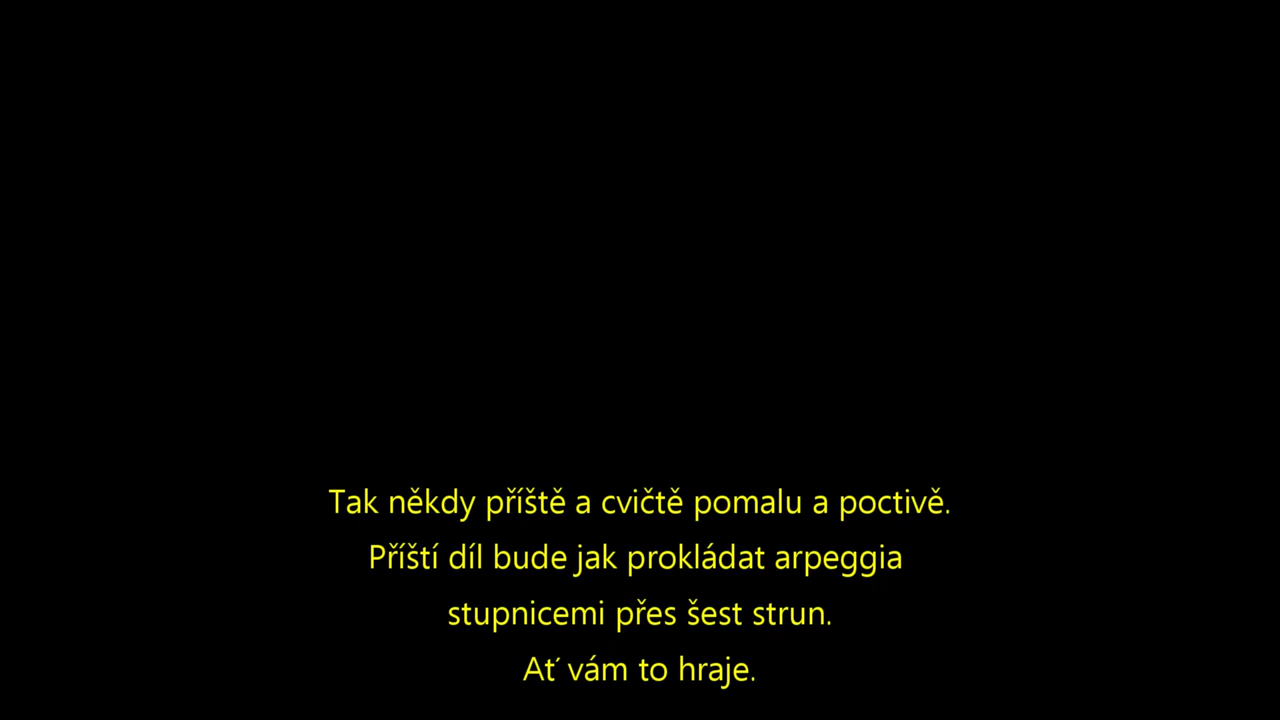 Tak někdy příště a cvičtě pomalu a poctivě.
Příští díl bude jak prokládat arpeggia
stupnicemi přes šest strun.
At´ vám to hraje.